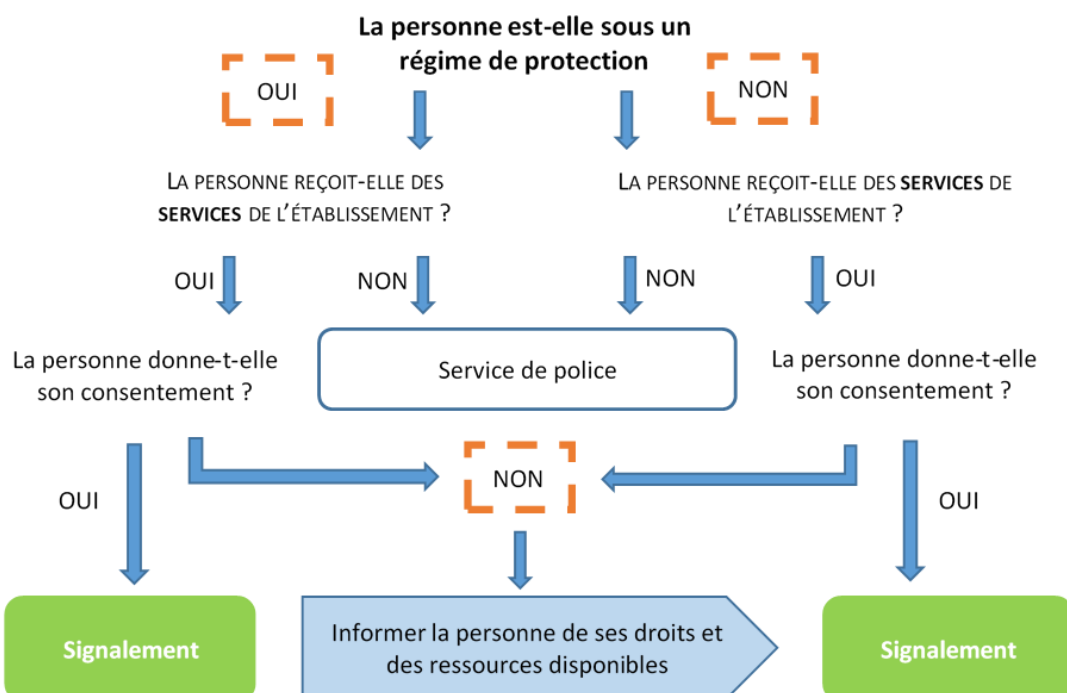 La personne est-elle sous un
régime de protection
OUI
NON
LA PERSONNE REÇOIT-ELLE DES
SERVICES DE L'ÉTABLISSEMENT ?
LA PERSONNE REÇOIT-ELLE DES SERVICES DE
L'ÉTABLISSEMENT ?
OUI
NON
NON
OUI
La personne donne-t-elle
son consentement ?
Service de police
La personne donne-t-elle
son consentement ?
OUI
NON
OUI
Signalement
Informer la personne de ses droits et
des ressources disponibles
Signalement